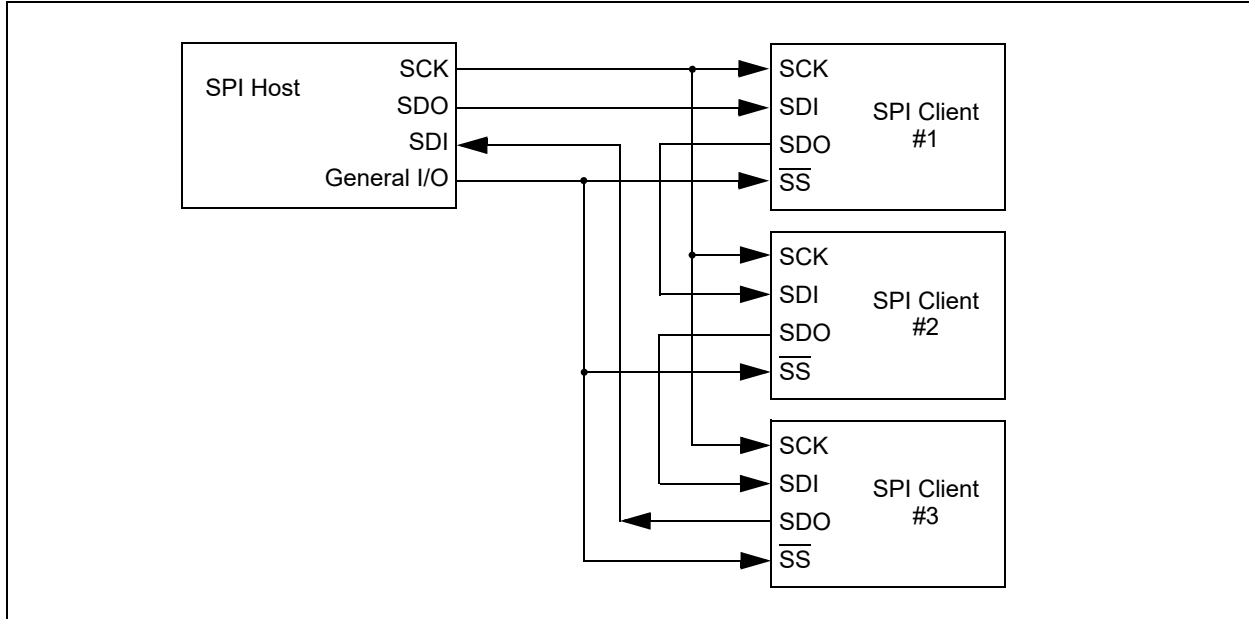 SPI Host
SCK
SDO
SDI
General I/O
SCK
SDI
SDO
SS
SPI Client
#1
SCK
SDI
SDO
SS
SPI Client
#2
SCK
SDI
SDO
SS
SPI Client
#3